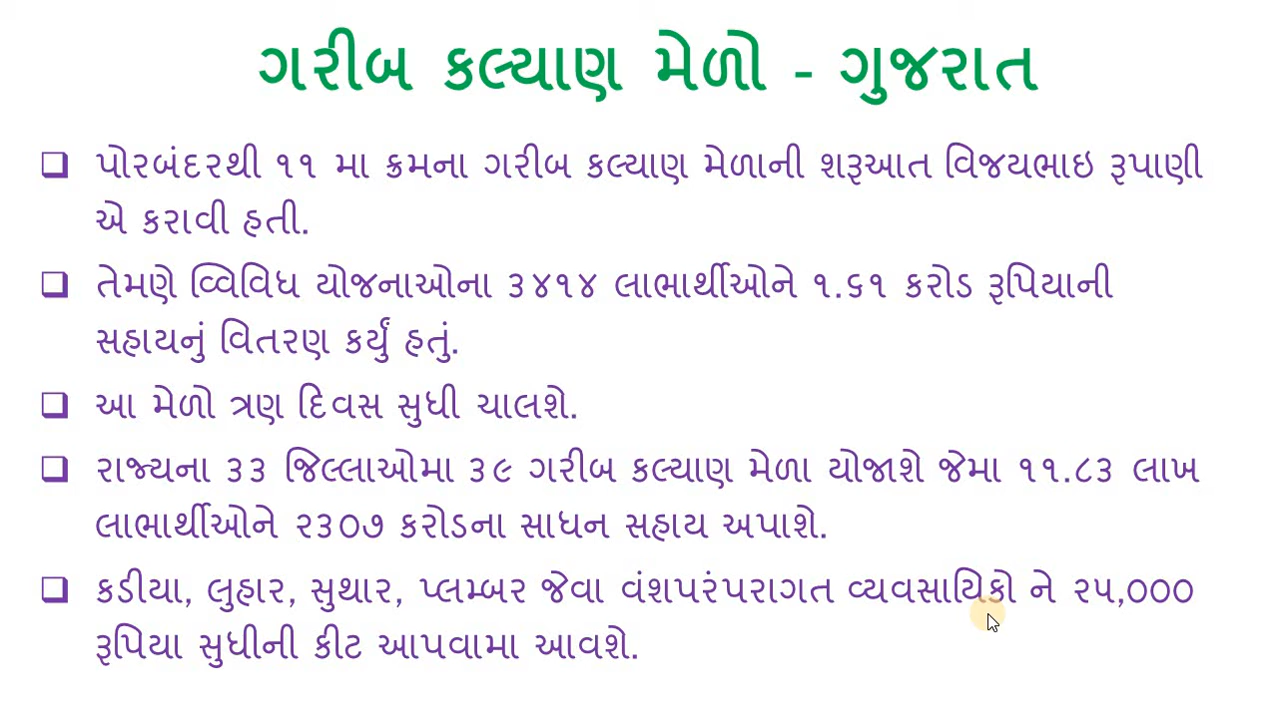 ગરીબ કલ્યાણ મેળો - ગુજરાત
❑ પોરબંદરથી ૧૧ મા ક્રમના ગરીબ કલ્યાણ મેળાની શરૂઆત વિજયભાઇ રૂપાણી
એ કરાવી હતી.
❑ તેમણે વ્વિવિધ યોજનાઓના ૩૪૧૪ લાભાર્થીઓને ૧.૬૧ કરોડ રૂપિયાની
સહાયનું વિતરણ કર્યું હતું.
❑ આ મેળો ત્રણ દિવસ સુધી ચાલશે.
❑ રાજ્યના ૩૩ જિલ્લાઓમા ૩૯ ગરીબ કલ્યાણ મેળા યોજાશે જેમા ૧૧.૮૩ લાખ
લાભાર્થીઓને ૨૩૦૭ કરોડના સાધન સહાય અપાશે.
❑ કડીયા, લુહાર, સુથાર, પ્લમ્બર જેવા વંશપરંપરાગત વ્યવસાયિકો ને ૨૫,૦૦૦
રૂપિયા સુધીની કીટ આપવામા આવશે.